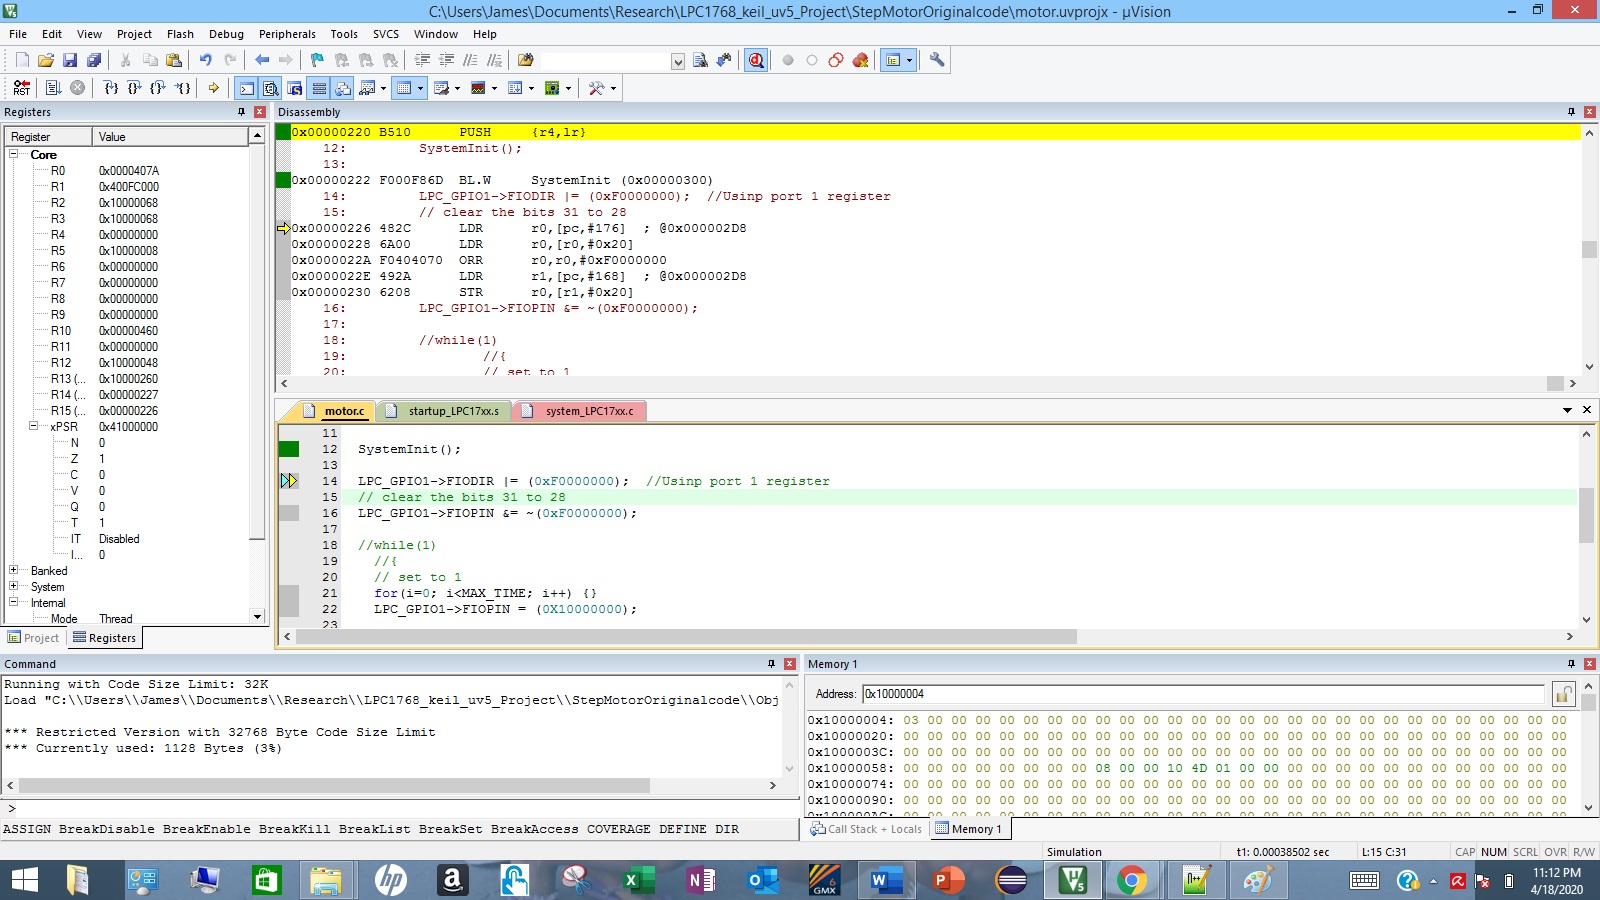 C:\Users\James\Documents\Research\LPC1768_keil_uv5_Project\StepMotorOriginalcode\motor.uvprojx - µVision
File Edit View Project Flash Debug Peripherals Tools SVCS Window Help
Registers
Register Value
Core
R0 0x0000407A
R1 0x400FC000
R2 0x10000068
R3 0x10000068
R4 0x00000000
R5 0x10000008
R6 0x00000000
R7 0x00000000
R8 0x00000000
R9 0x00000000
R10 0x00000460
R11 0x00000000
R12 0x10000048
R13 (... 0x10000260
R14 (... 0x00000227
R15 (... 0x00000226
xPSR 0x41000000
N 0
Z 1
C 0
V 0
Q 0
T 1
IT Disabled
I... 0
Banked
System
Internal
Mode Thread
Project Registers
Disassembly
0x00000220 B510 PUSH {r4,lr}
12: SystemInit();
13:
0x00000222 F000F86D BL.W SystemInit (0x00000300)
14: LPC_GPIO1->FIODIR |= (0xF0000000); //Usinp port 1 register
15: // clear the bits 31 to 28
0x00000226 482C LDR r0,[pc,#176] ; @0x000002D8
0x00000228 6A00 LDR r0,[r0,#0x20]
0x0000022A F0404070 ORR r0,r0,#0xF0000000
0x0000022E 492A LDR r1,[pc,#168] ; @0x000002D8
0x00000230 6208 STR r0,[r1,#0x20]
16: LPC_GPIO1->FIOPIN &= ~(0xF0000000);
17:
18: //while(1)
19: //{
20: // set to 1
motor.c startup_LPC17xx.s system_LPC17xx.c
11
12 SystemInit();
13
14 LPC_GPIO1->FIODIR |= (0xF0000000); //Usinp port 1 register
15 // clear the bits 31 to 28
16 LPC_GPIO1->FIOPIN &= ~(0xF0000000);
17
18 //while(1)
19 //{
20 // set to 1
21 for(i=0; i<MAX_TIME; i++) {}
22 LPC_GPIO1->FIOPIN = (0X10000000);
23
Command
Running with Code Size Limit: 32K
Load "C:\\Users\\James\\Documents\\Research\\LPC1768_keil_uv5_Project\\StepMotorOriginalcode\\Obj
*** Restricted Version with 32768 Byte Code Size Limit
*** Currently used: 1128 Bytes (3%)
>
ASSIGN BreakDisable BreakEnable BreakKill BreakList BreakSet BreakAccess COVERAGE DEFINE DIR
Memory 1
Address: 0x10000004
0x10000004: 03 00 00 00 00 00 00 00 00 00 00 00 00 00 00 00 00 00 00 00 00 00 00 00 00 00 00 00
0x10000020: 00 00 00 00 00 00 00 00 00 00 00 00 00 00 00 00 00 00 00 00 00 00 00 00 00 00 00 00
0x1000003C: 00 00 00 00 00 00 00 00 00 00 00 00 00 00 00 00 00 00 00 00 00 00 00 00 00 00 00 00
0x10000058: 00 00 00 00 00 00 00 00 08 00 00 10 4D 01 00 00 00 00 00 00 00 00 00 00 00 00 00 00
0x10000074: 00 00 00 00 00 00 00 00 00 00 00 00 00 00 00 00 00 00 00 00 00 00 00 00 00 00 00 00
0x10000090: 00 00 00 00 00 00 00 00 00 00 00 00 00 00 00 00 00 00 00 00 00 00 00 00 00 00 00 00
Call Stack + Locals Memory 1
Simulation t1: 0.00038502 sec L:15 C:31 CAP NUM SCRL OVR R/W
11:12 PM
4/18/2020